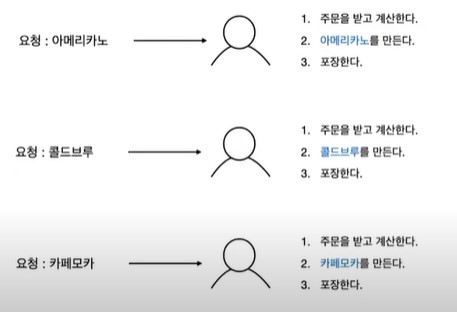 요청 : 아메리카노
1. 주문을 받고 계산한다.
2. 아메리카노를 만든다.
3. 포장한다.
요청 : 콜드브루
1. 주문을 받고 계산한다.
2. 콜드브루를 만든다.
3. 포장한다.
요청 : 카페모카
1. 주문을 받고 계산한다.
2. 카페모카를 만든다.
3. 포장한다.